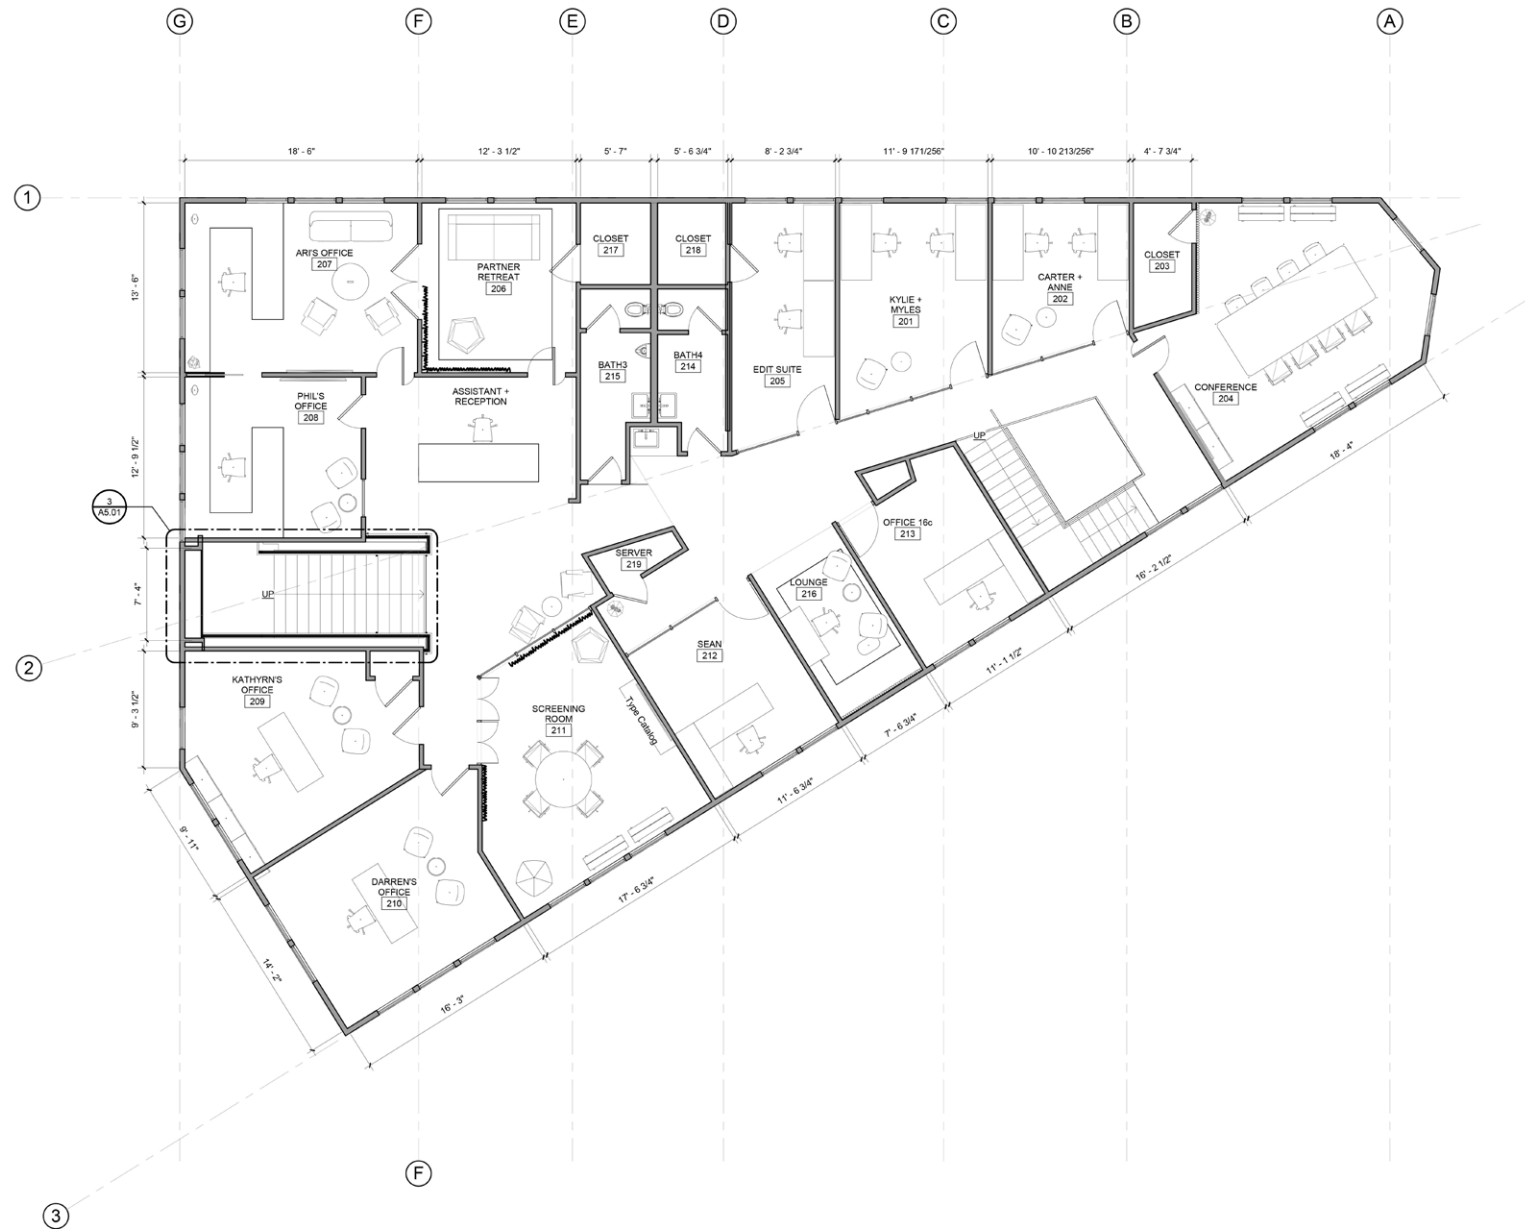 G F E D C B A
18' - 6" 12' - 3 1/2" 5' - 7" 5' - 6 3/4" 8' - 2 3/4" 11' - 9 171/256" 10' - 10 213/256" 4' - 7 3/4"
1
ARI'S OFFICE
207
PARTNER
RETREAT
206
CLOSET
217
CLOSET
218
KYLIE +
MYLES
201
CARTER +
ANNE
202
CLOSET
203
13' - 6"
PHIL'S
OFFICE
208
ASSISTANT +
RECEPTION
BATH3
215
BATH4
214
EDIT SUITE
205
CONFERENCE
204
12' - 9 1/2"
UP
18' - 4"
3
A5.01
OFFICE 16c
213
SERVER
219
LOUNGE
216
16' - 2 1/2"
7' - 4"
UP
SEAN
212
11' - 1 1/2"
2
KATHYRN'S
OFFICE
209
9' - 3 1/2"
SCREENING
ROOM
211
Type Catalog
7' - 6 3/4"
11' - 6 3/4"
9' - 11"
DARREN'S
OFFICE
210
17' - 6 3/4"
14' - 2"
16' - 3"
F
3